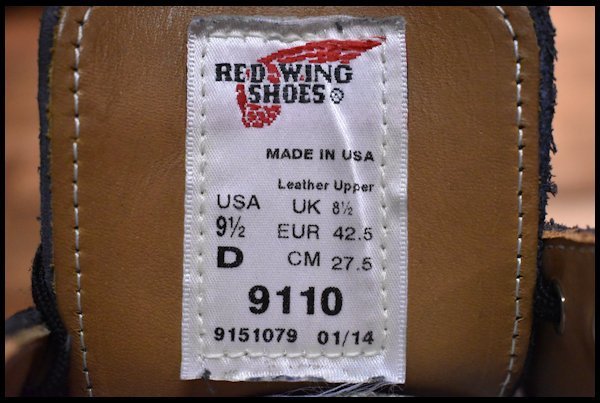 RED WING
SHOES®
MADE IN USA
Leather Upper
USA UK 8½
9½ EUR 42.5
D CM 27.5
9110
9151079 01/14